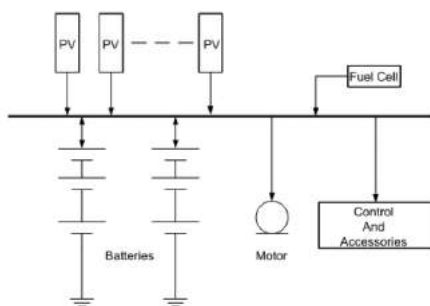 PV
PV
PV
Fuel Cell
Batteries
Motor
Control
And
Accessories